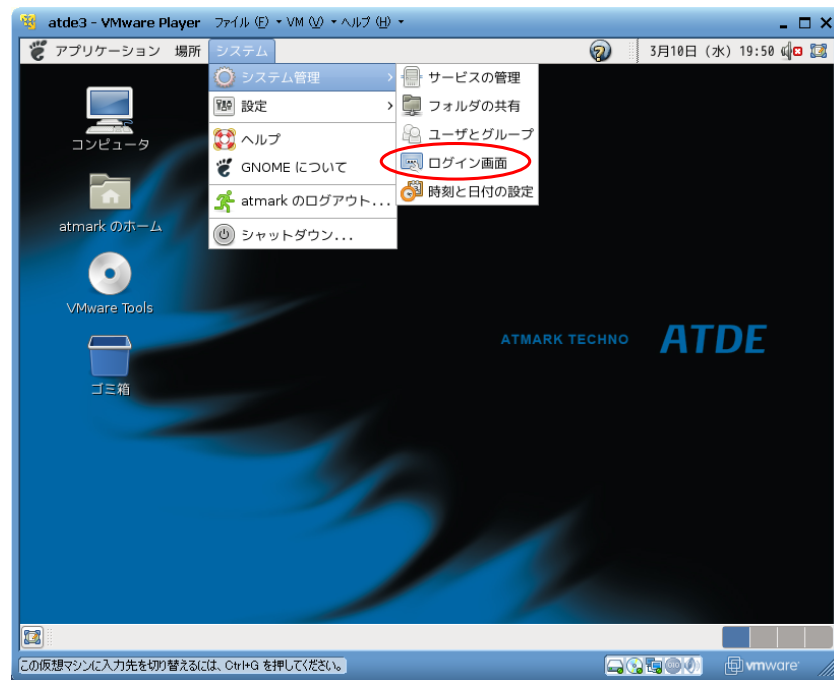 atde3 - VMware Player ファイル (F) VM (V) ヘルプ (H)
アプリケーション 場所 システム 3月10日 (水) 19:50
システム管理
設定
ヘルプ
GNOME について
atmark のログアウト...
シャットダウン...
サービスの管理
フォルダの共有
ユーザとグループ
ログイン画面
時刻と日付の設定
コンピュータ
atmark のホーム
VMware Tools
ゴミ箱
ATMARK TECHNO ATDE
この仮想マシンに入力先を切り替えるには、Ctrl+G を押してください。
vmware